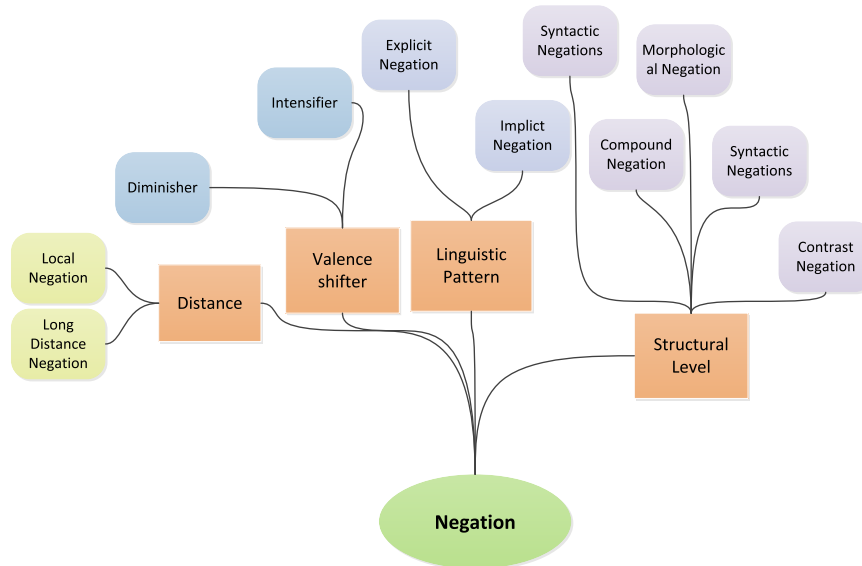 Syntactic
Negations
Morphologic
al Negation
Explicit
Negation
Intensifier
Implict
Negation
Compound
Negation
Syntactic
Negations
Diminisher
Local
Negation
Valence
shifter
Linguistic
Pattern
Contrast
Negation
Distance
Long
Distance
Negation
Structural
Level
Negation